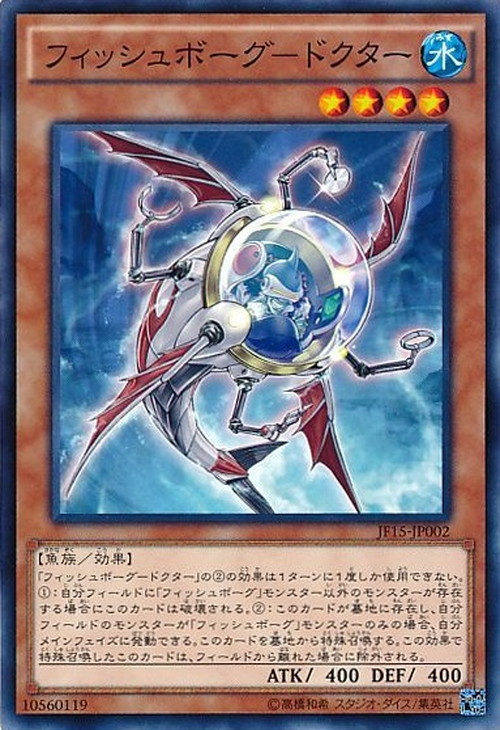 フィッシュボーグ－ドクター
水
JF15-JP002
【魚族／効果】
「フィッシュボーグ－ドクター」の②の効果は１ターンに１度しか使用できない。
①：自分フィールドに「フィッシュボーグ」モンスター以外のモンスターが存在
する場合にこのカードは破壊される。②：このカードが墓地に存在し、自分
フィールドのモンスターが「フィッシュボーグ」モンスターのみの場合、自分
メインフェイズに発動できる。このカードを墓地から特殊召喚する。この効果で
特殊召喚したこのカードは、フィールドから離れた場合に除外される。
ATK/ 400 DEF/ 400
10560119 ©高橋和希 スタジオ・ダイス/集英社